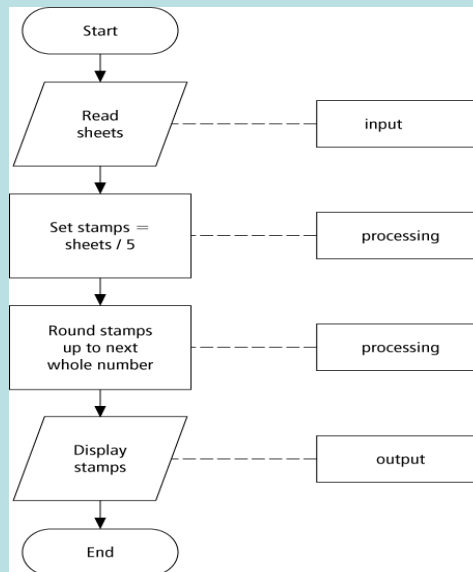 Start
Read
sheets
input
Set stamps =
sheets / 5
processing
Round stamps
up to next
whole number
processing
Display
stamps
output
End